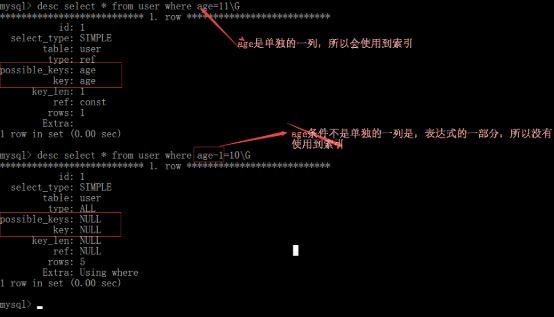 mysql> desc select * from user where age=11\G
*************************** 1. row ***************************
id: 1
select_type: SIMPLE
table: user
type: ref
possible_keys: age
key: age
key_len: 1
ref: const
rows: 1
Extra:
1 row in set (0.00 sec)
age是单独的一列，所以会使用到索引
mysql> desc select * from user where age-1=10\G
*************************** 1. row ***************************
id: 1
select_type: SIMPLE
table: user
type: ALL
possible_keys: NULL
key: NULL
key_len: NULL
ref: NULL
rows: 5
Extra: Using where
1 row in set (0.00 sec)
age条件不是单独的一列是，表达式的一部分，所以没有
使用到索引
mysql>